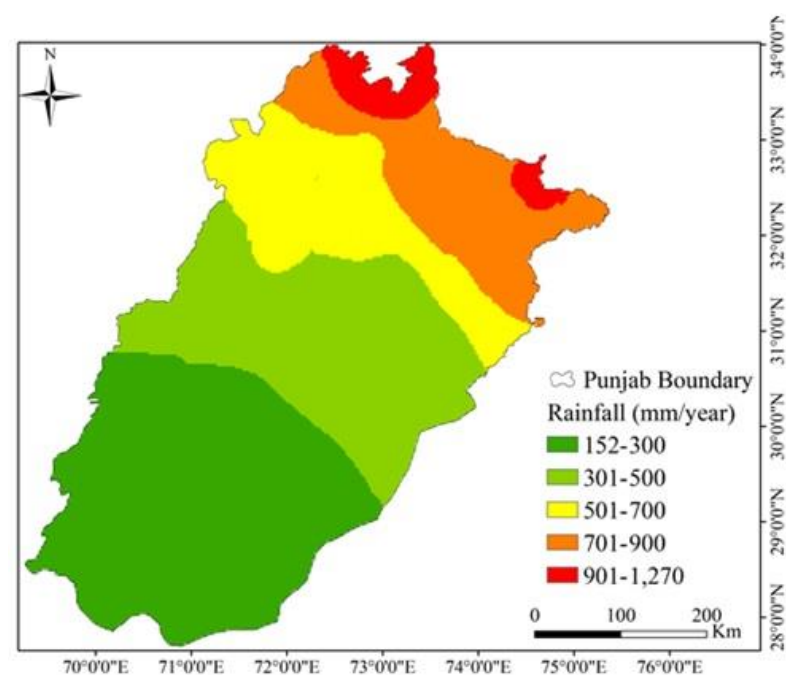 N
34°0'0"N
33°0'0"N
32°0'0"N
31°0'0"N
30°0'0"N
29°0'0"N
28°0'0"N
Punjab Boundary
Rainfall (mm/year)
152-300
301-500
501-700
701-900
901-1,270
0 100 200
Km
70°0'0"E 71°0'0"E 72°0'0"E 73°0'0"E 74°0'0"E 75°0'0"E 76°0'0"E